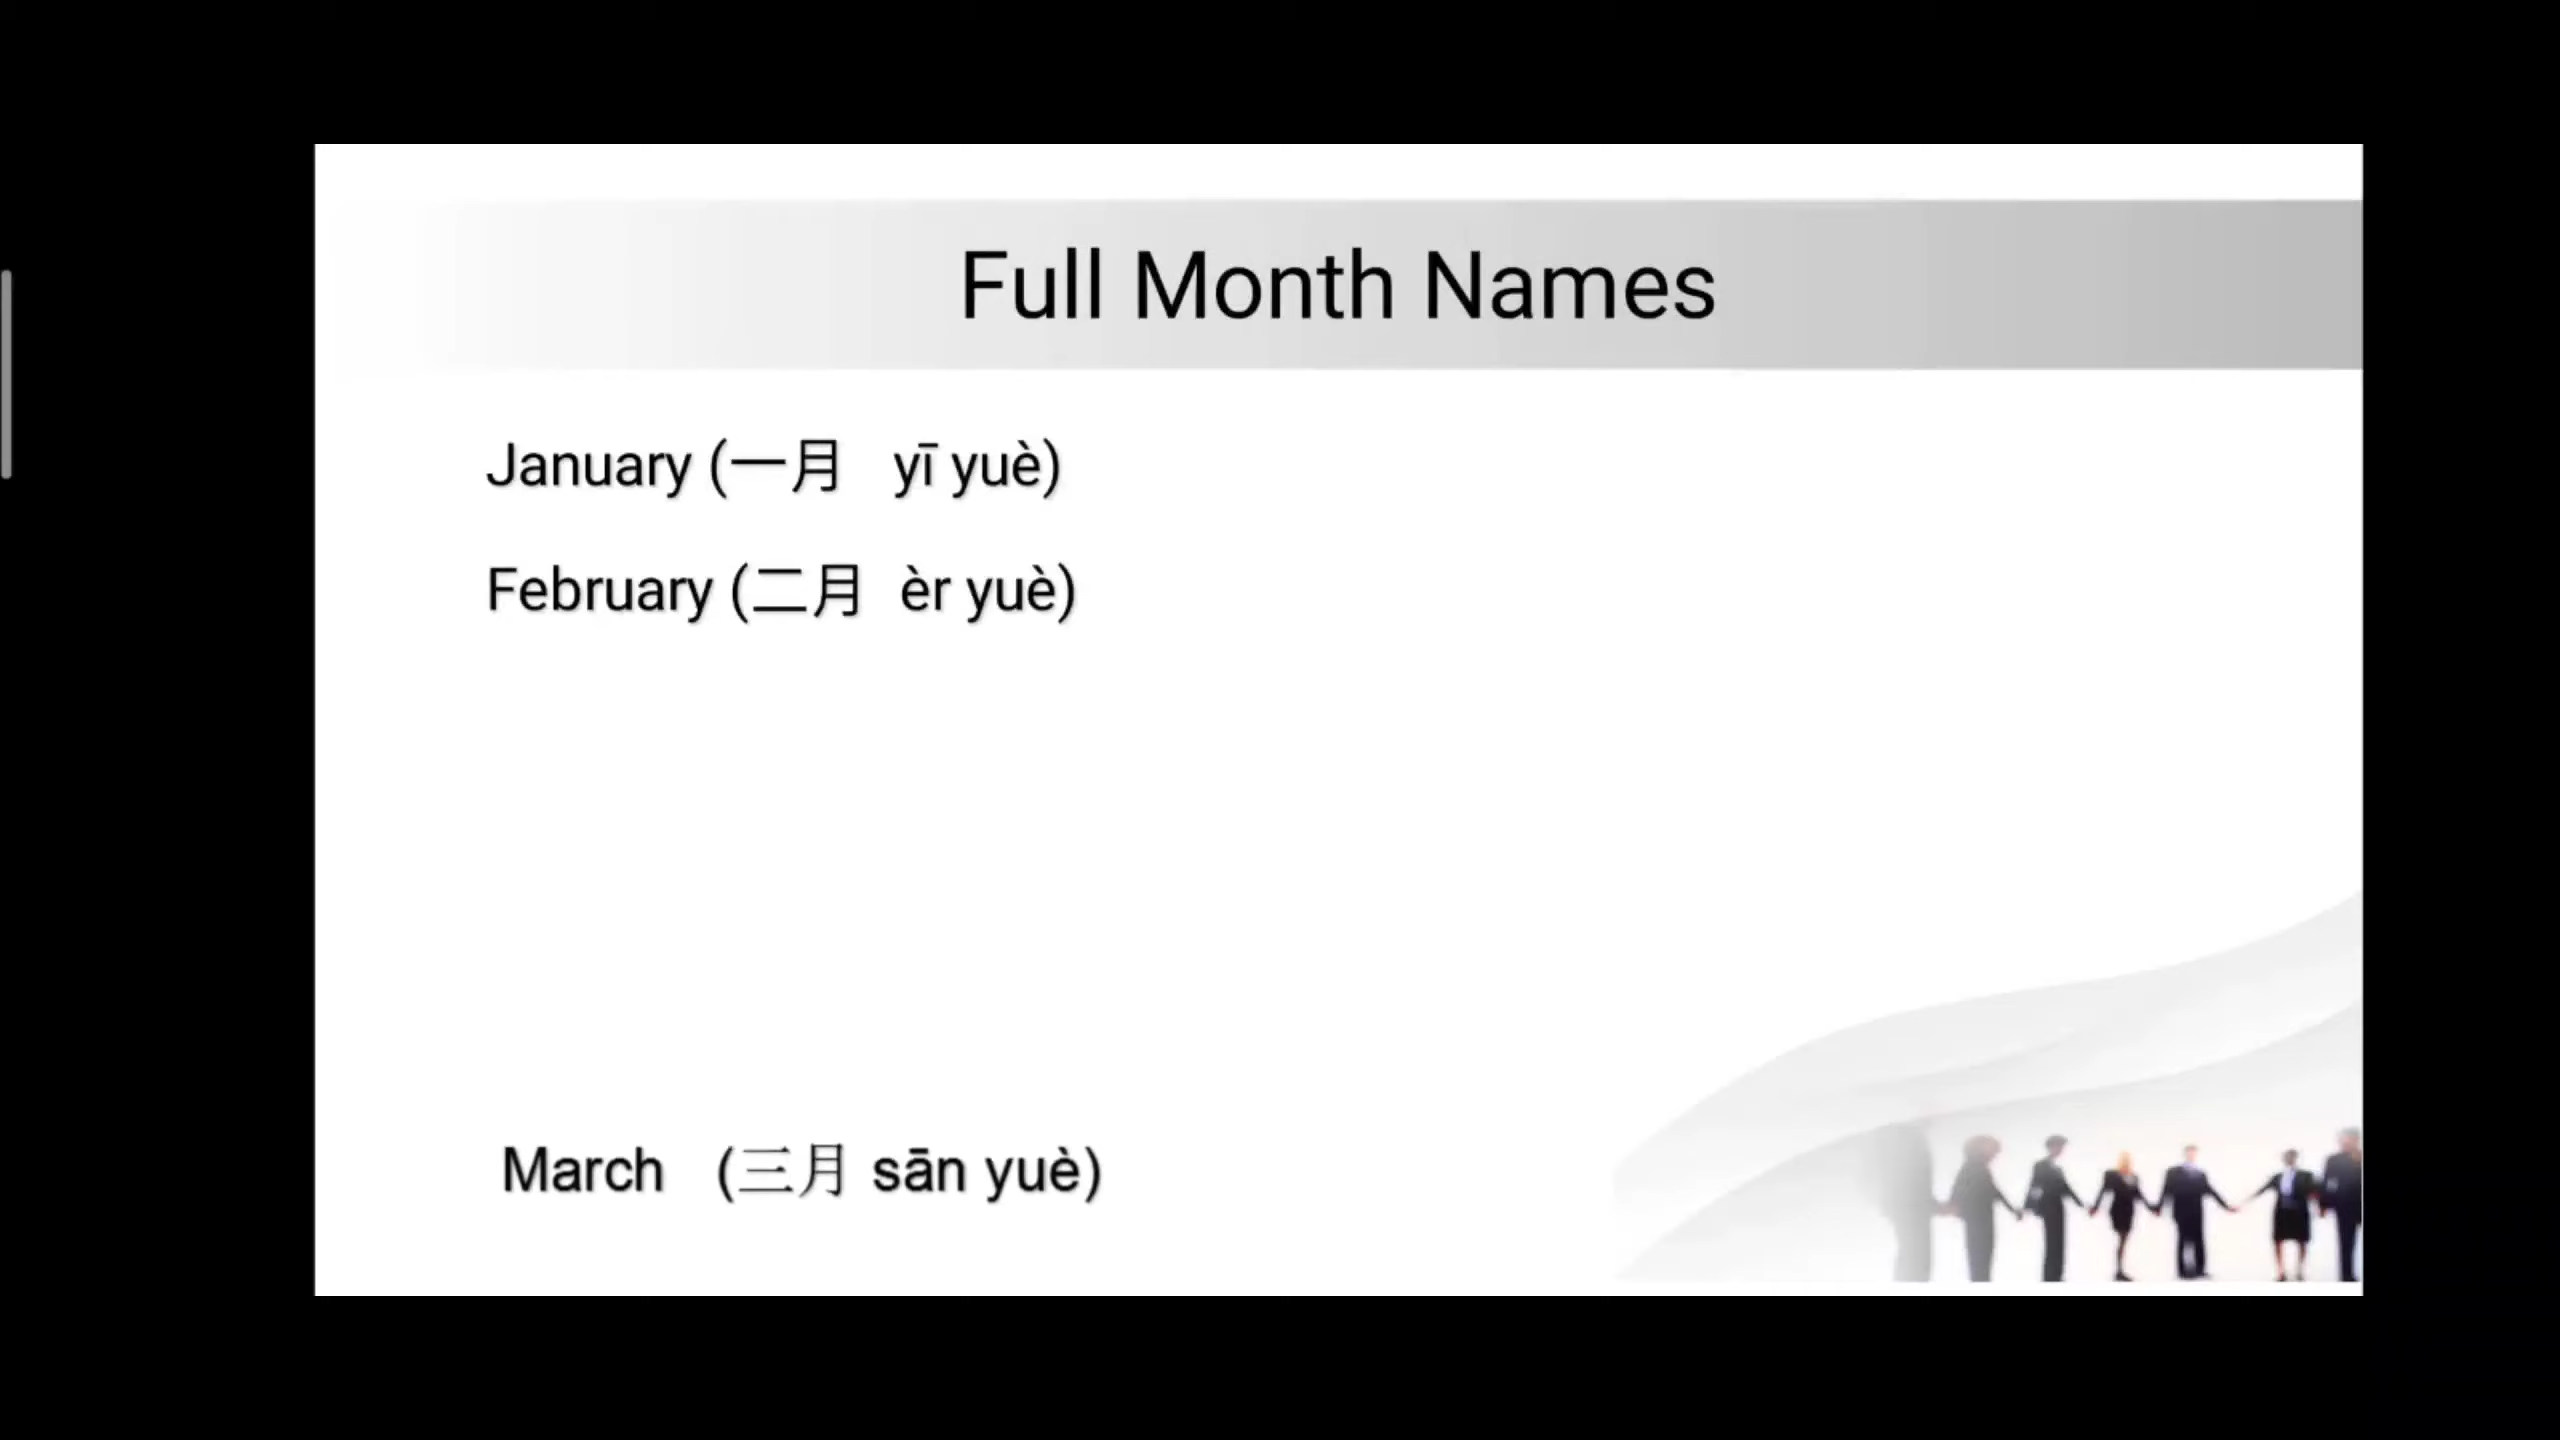 Full Month Names
January (一月 yī yuè)
February (二月 èr yuè)
March (三月 sān yuè)